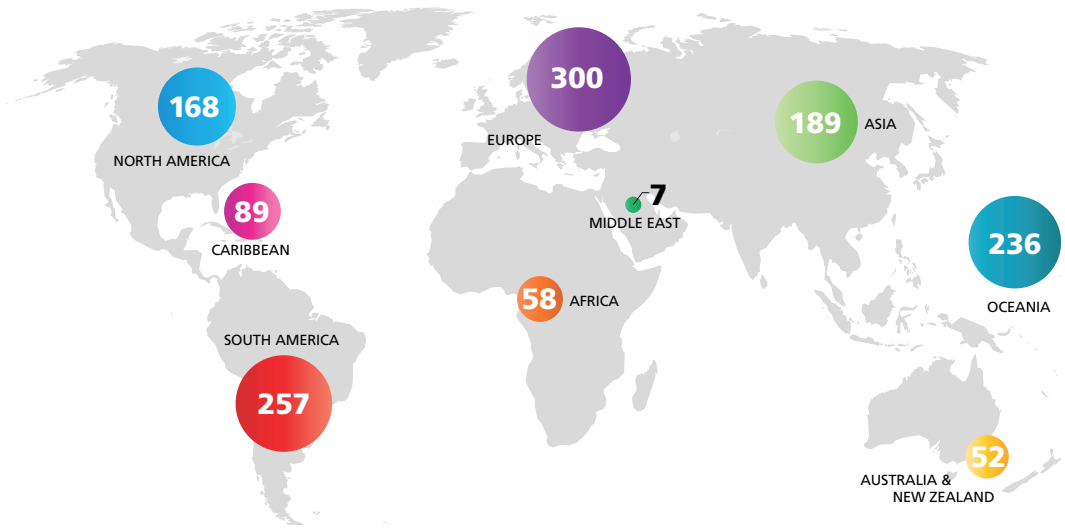 168
NORTH AMERICA
89
CARIBBEAN
SOUTH AMERICA
257
300
EUROPE
7
MIDDLE EAST
58 AFRICA
189 ASIA
236
OCEANIA
52
AUSTRALIA &
NEW ZEALAND